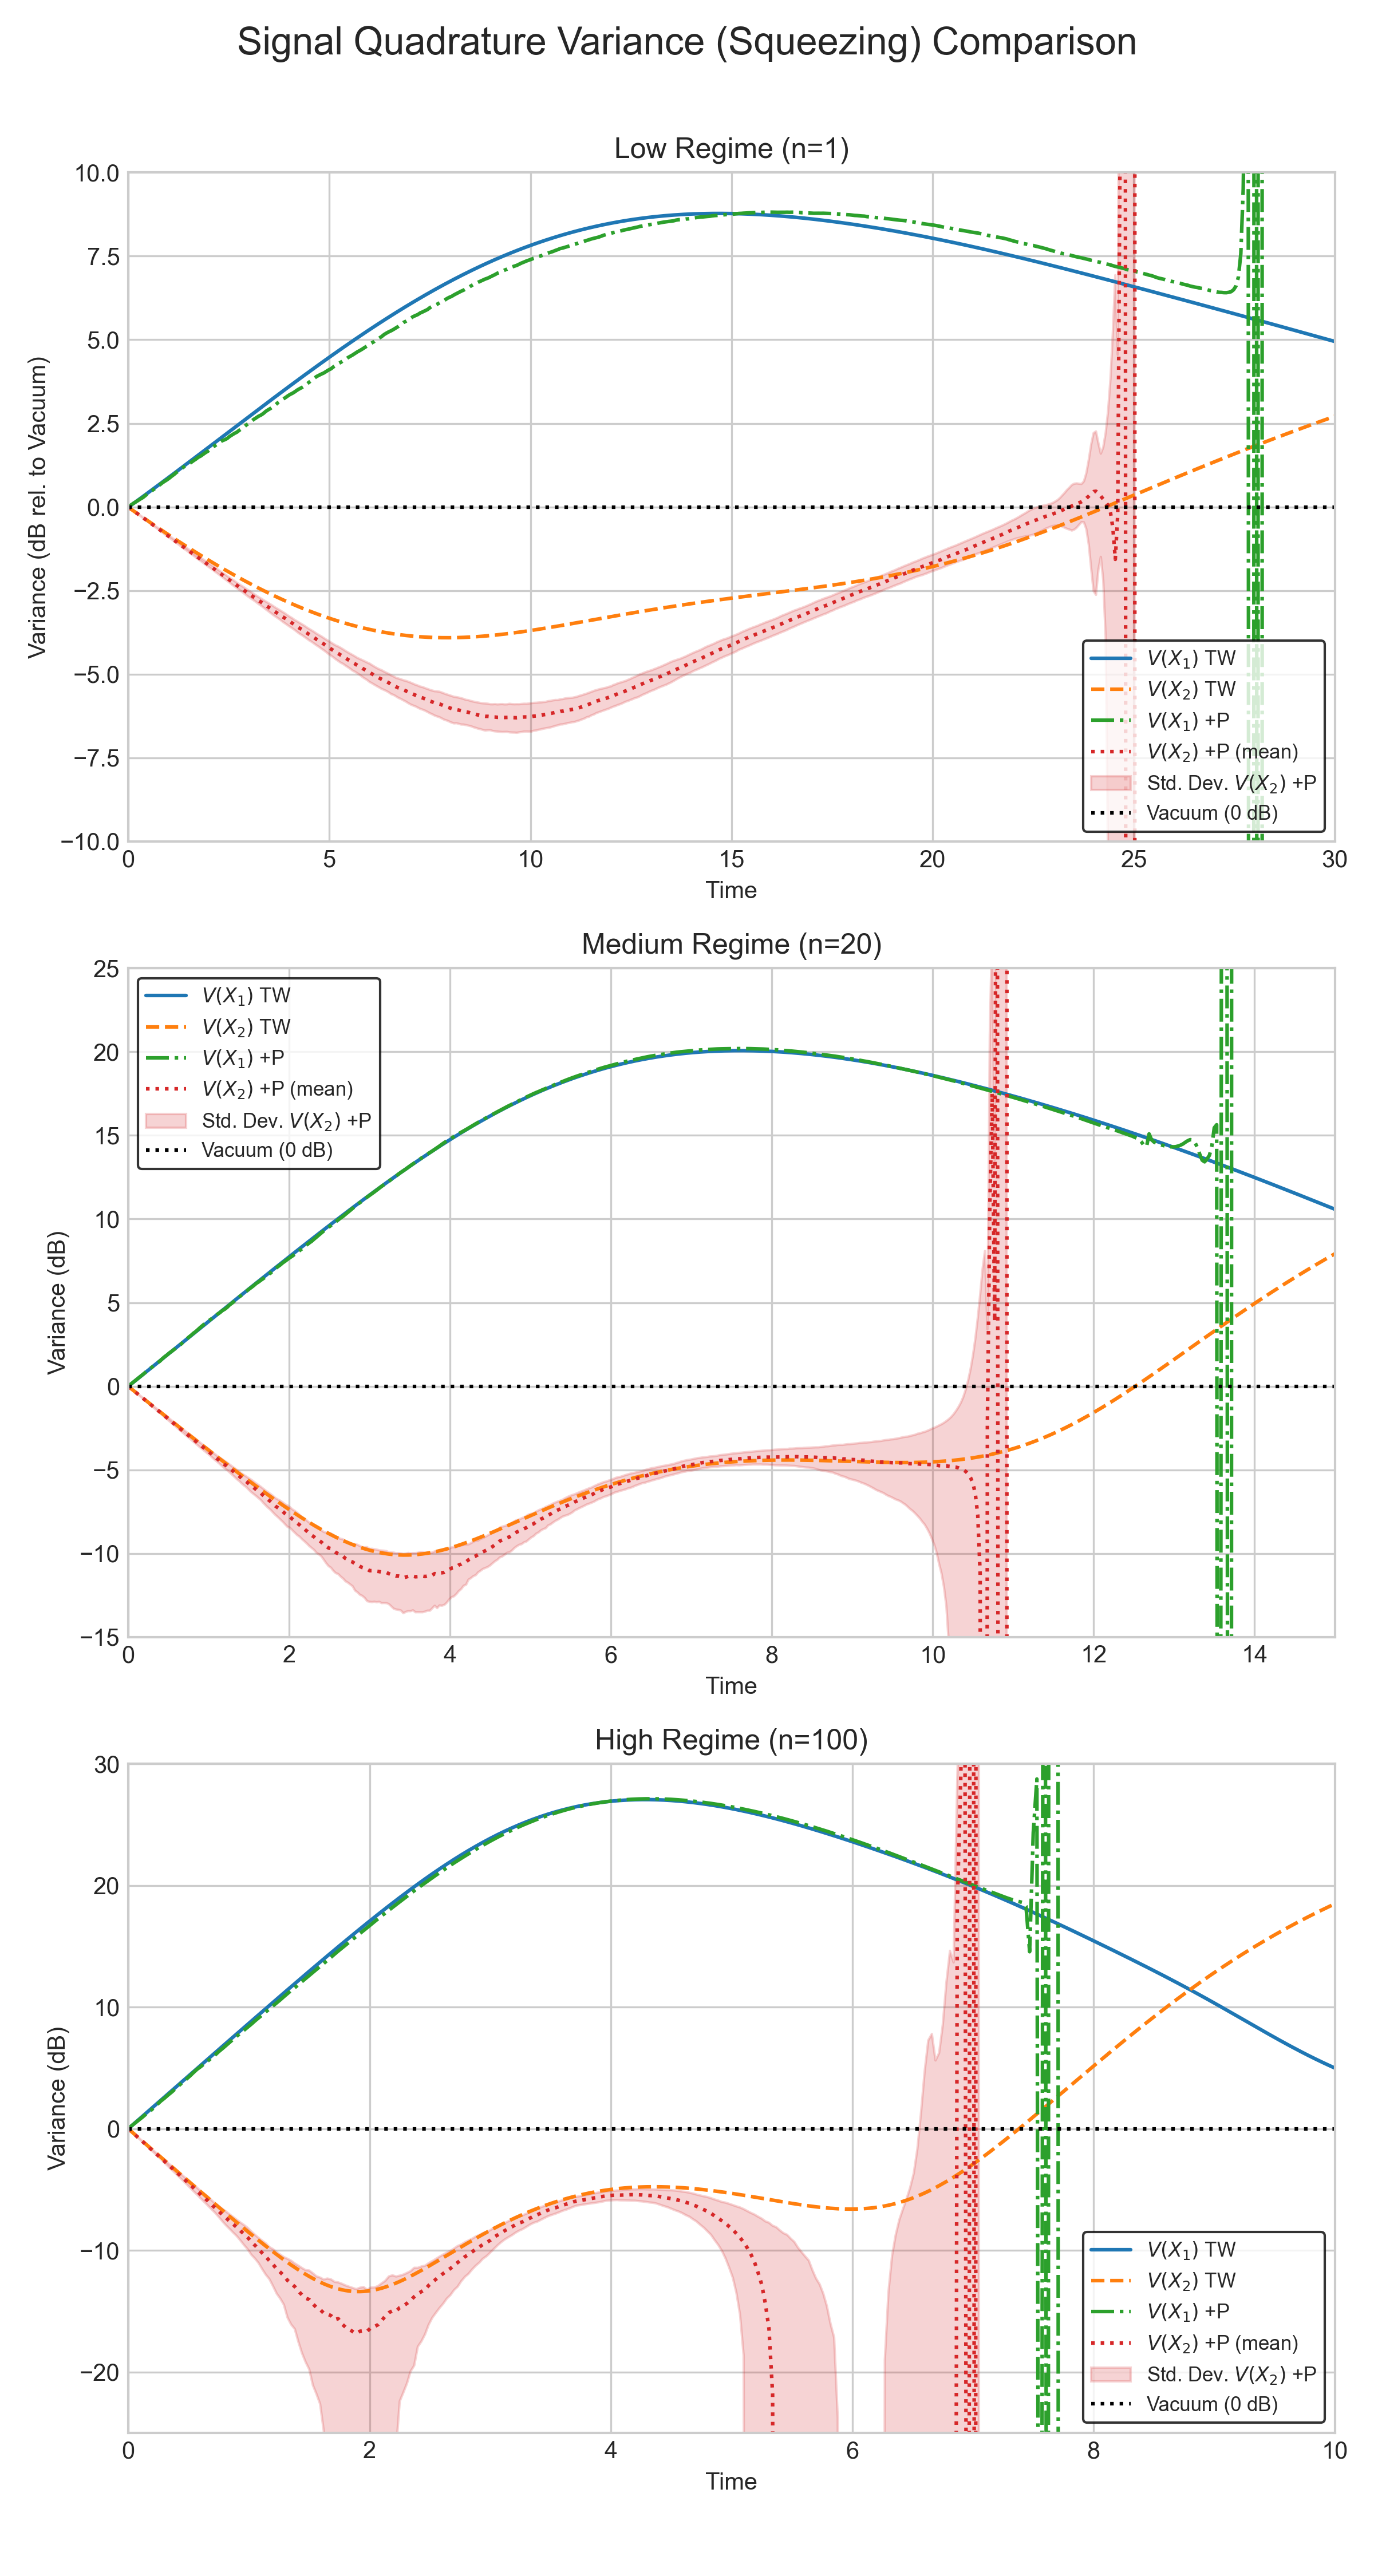 Signal Quadrature Variance (Squeezing) Comparison
Low Regime (n=1)
Variance (dB rel. to Vacuum)
10.0
7.5
5.0
2.5
0.0
−2.5
−5.0
−7.5
−10.0
V(X₁) TW
V(X₂) TW
V(X₁) +P
V(X₂) +P (mean)
Std. Dev. V(X₂) +P
Vacuum (0 dB)
0 5 10 15 20 25 30
Time
Medium Regime (n=20)
Variance (dB)
25
20
15
10
5
0
−5
−10
−15
V(X₁) TW
V(X₂) TW
V(X₁) +P
V(X₂) +P (mean)
Std. Dev. V(X₂) +P
Vacuum (0 dB)
0 2 4 6 8 10 12 14
Time
High Regime (n=100)
Variance (dB)
30
20
10
0
−10
−20
V(X₁) TW
V(X₂) TW
V(X₁) +P
V(X₂) +P (mean)
Std. Dev. V(X₂) +P
Vacuum (0 dB)
0 2 4 6 8 10
Time